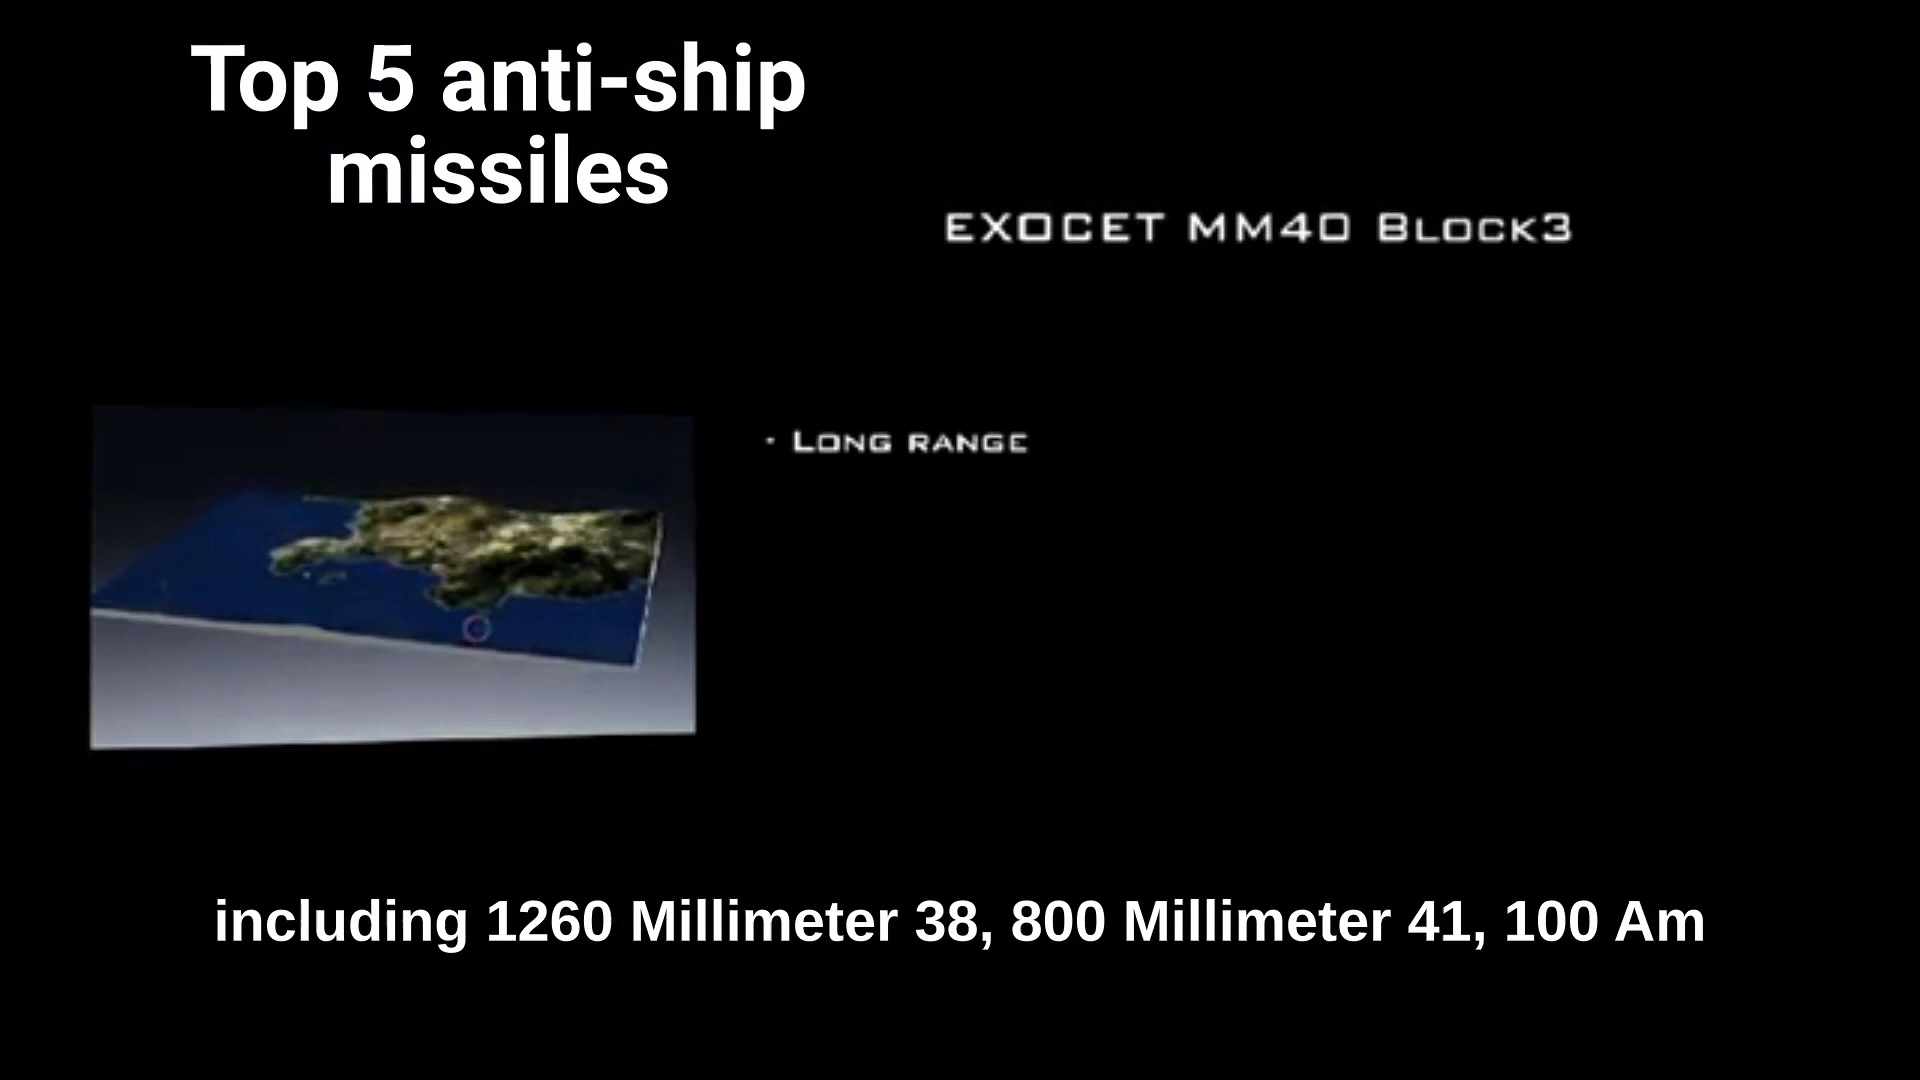 Top 5 anti-ship
missiles
EXOCET MM40 BLOCK3
· LONG RANGE
including 1260 Millimeter 38, 800 Millimeter 41, 100 Am